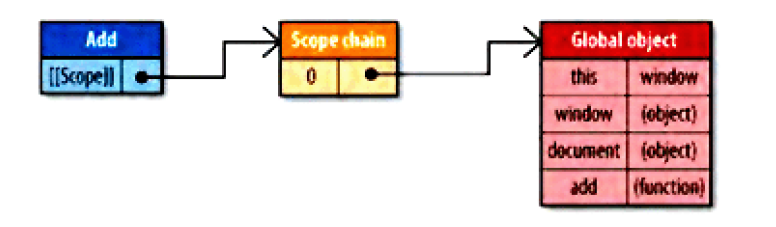 Add
[[Scope]]
Scope chain
0
Global object
this window
window (object)
document (object)
add (function)